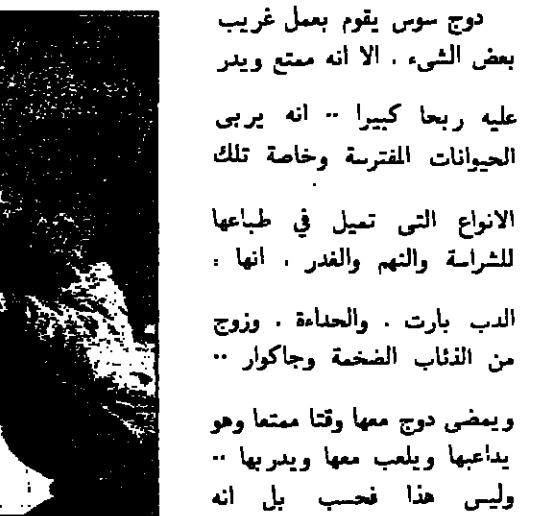 دوج سوس يقوم بعمل غريب
بعض الشىء . الا انه ممتع ويدر
عليه ربحا كبيرا .. انه يربى
الحيوانات المفترسة وخاصة تلك
الانواع التى تميل في طباعها
للشراسة والنهم والغدر . انها :
الدب بارت . والحداءة . وزوج
من الذئاب الضخمة وجاكوار ..
ويمضى دوج معها وقتا ممتعا وهو
يداعبها ويلعب معها ويدربها ..
وليس هذا فحسب بل انه